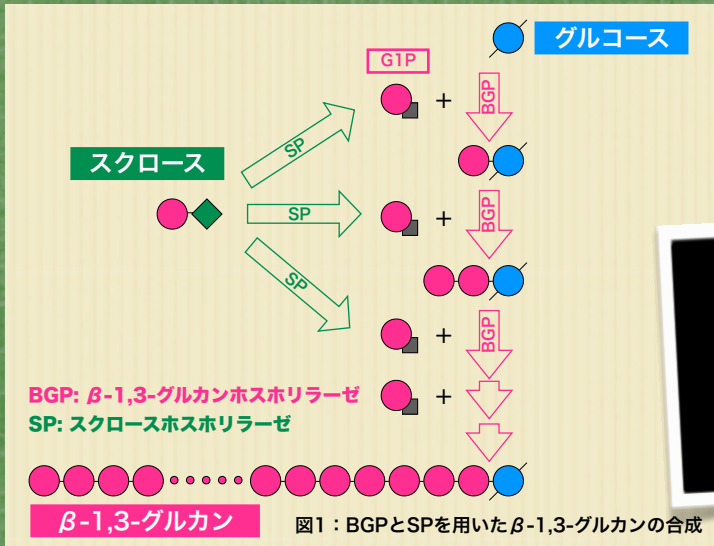 グルコース
G1P
+
BGP
SP
スクロース
SP
+
BGP
SP
+
BGP
BGP: β-1,3-グルカンホスホリラーゼ
+
SP: スクロースホスホリラーゼ
β-1,3-グルカン
図1：BGPとSPを用いたβ-1,3-グルカンの合成